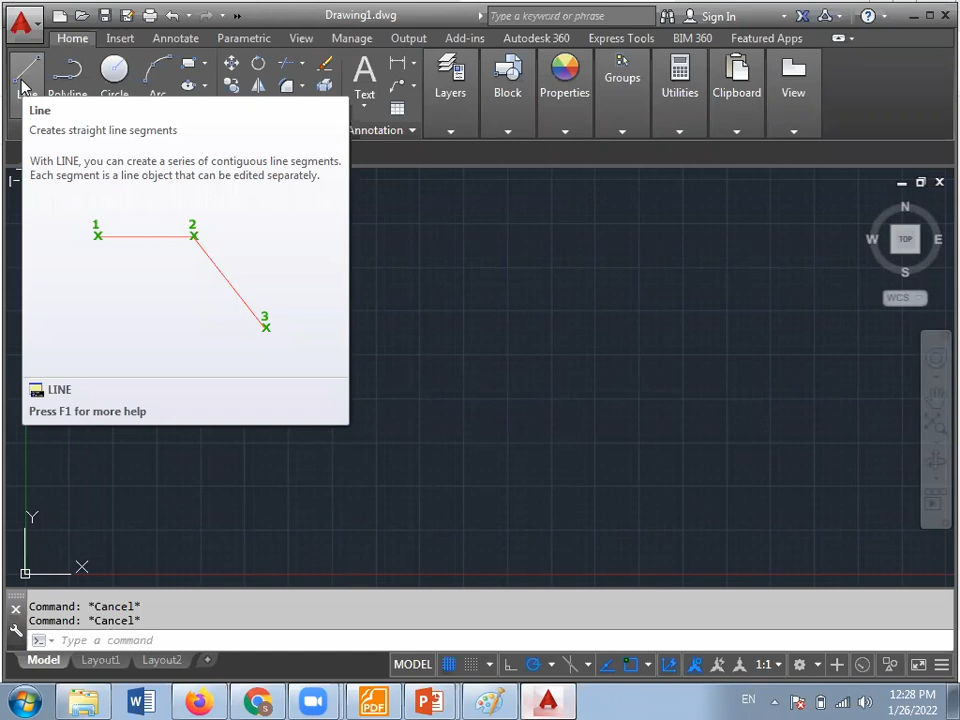 Drawing1.dwg
Type a keyword or phrase
Sign In
Home
Insert
Annotate
Parametric
View
Manage
Output
Add-ins
Autodesk 360
Express Tools
BIM 360
Featured Apps
Line
Polyline
Circle
Arc
Text
Layers
Block
Properties
Groups
Utilities
Clipboard
View
Annotation
Line
Creates straight line segments
With LINE, you can create a series of contiguous line segments.
Each segment is a line object that can be edited separately.
1
2
3
LINE
Press F1 for more help
N
W
TOP
E
S
WCS
Y
X
Command: *Cancel*
Command: *Cancel*
Type a command
Model
Layout1
Layout2
MODEL
1:1
EN
12:28 PM
1/26/2022